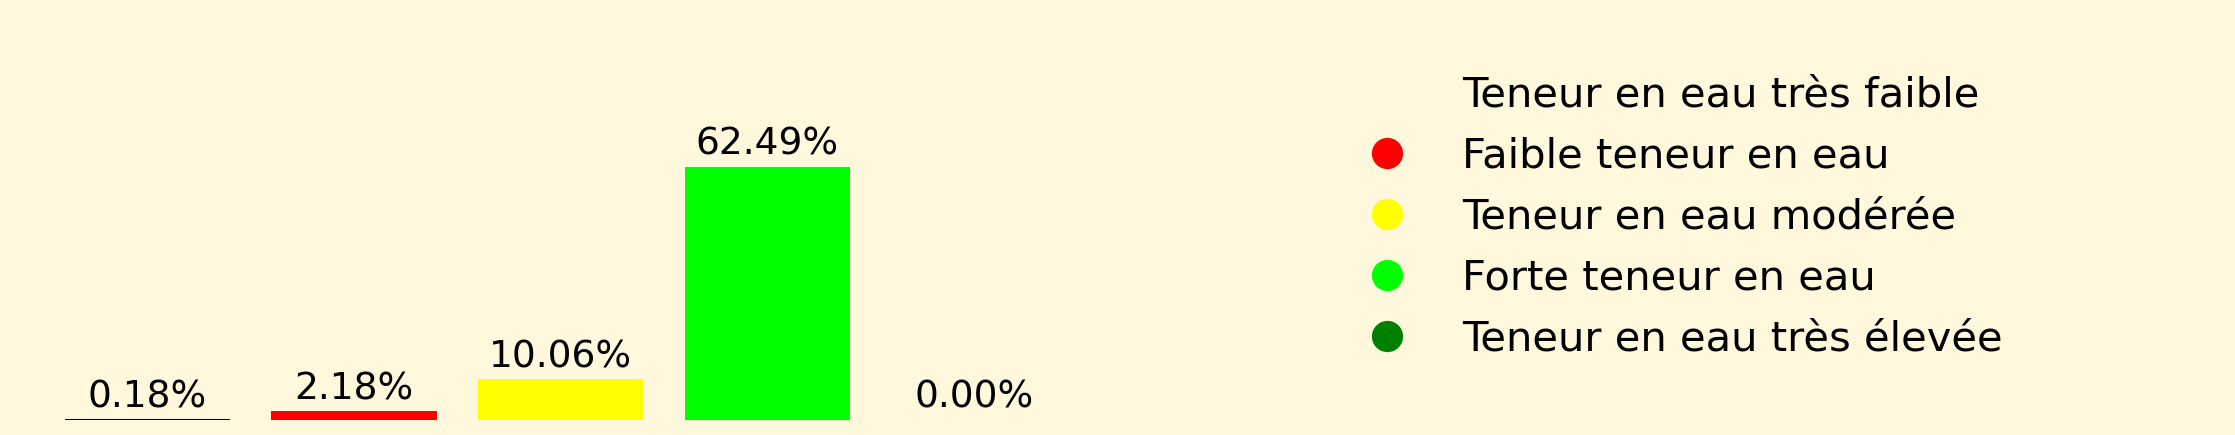 0.18%
2.18%
10.06%
62.49%
0.00%
Teneur en eau très faible
Faible teneur en eau
Teneur en eau modérée
Forte teneur en eau
Teneur en eau très élevée